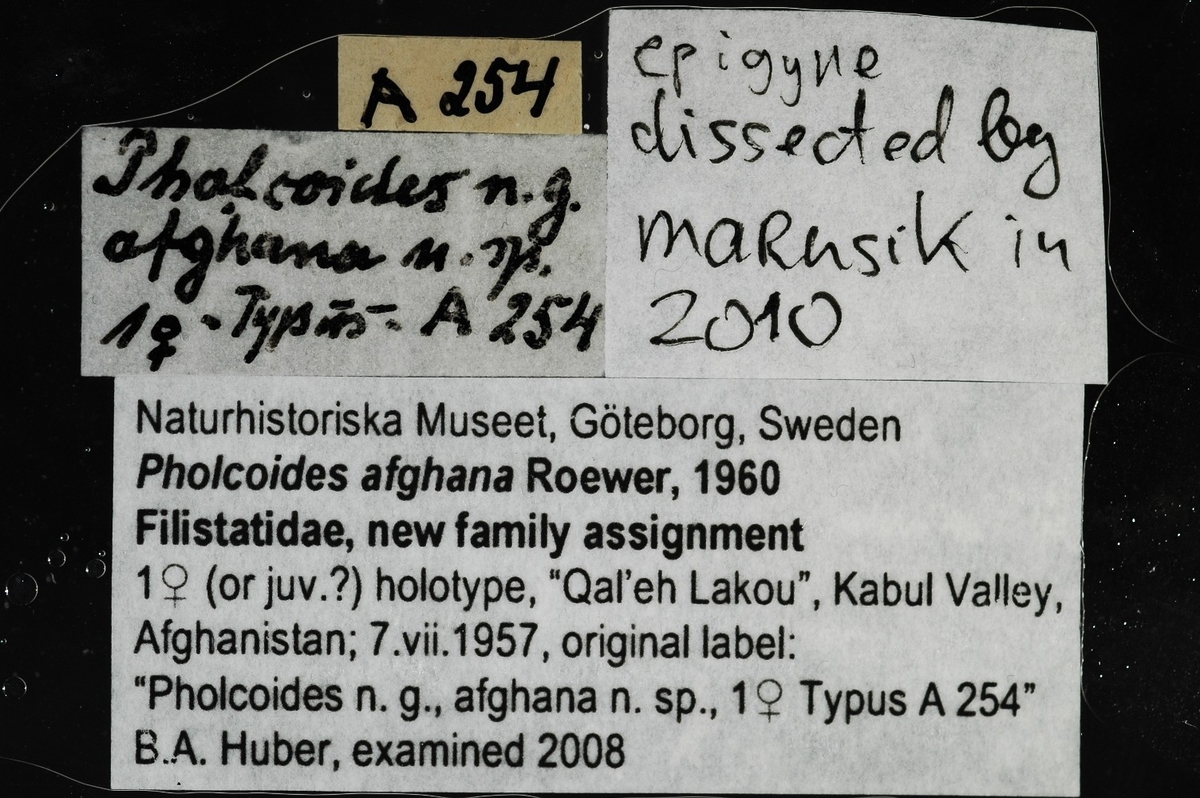 A 254
Pholcoides n.g.
afghana n. sp.
1♀ - Typus - A 254
epigyne
dissected by
MARUSIK in
2010
Naturhistoriska Museet, Göteborg, Sweden
Pholcoides afghana Roewer, 1960
Filistatidae, new family assignment
1♀ (or juv.?) holotype, “Qal’eh Lakou”, Kabul Valley,
Afghanistan; 7.vii.1957, original label:
“Pholcoides n. g., afghana n. sp., 1♀ Typus A 254”
B.A. Huber, examined 2008